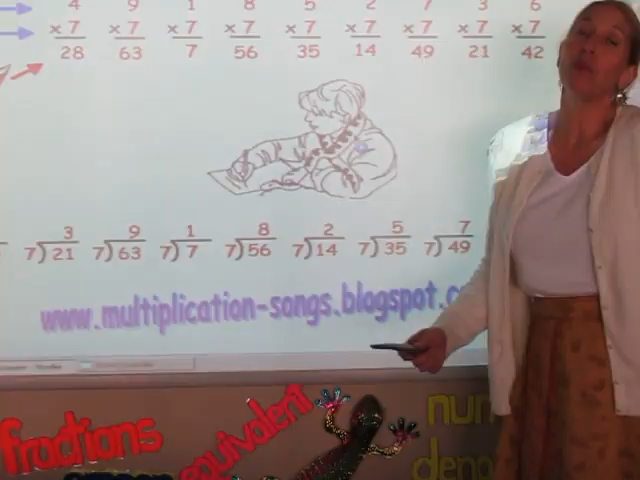 4 9 1 8 5 2 7 3 6
x 7 x 7 x 7 x 7 x 7 x 7 x 7 x 7 x 7
28 63 7 56 35 14 49 21 42
3 9 1 8 2 5 7
7)21 7)63 7)7 7)56 7)14 7)35 7)49
www.multiplication-songs.blogspot.c
fractions equivalent num
deno